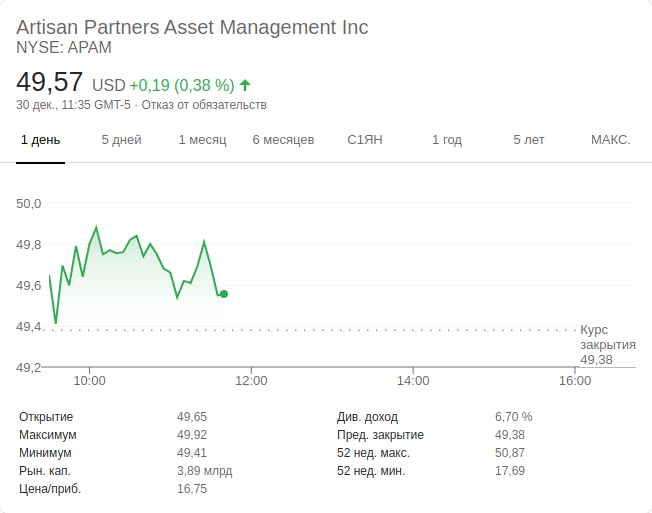 Artisan Partners Asset Management Inc
NYSE: APAM
49,57 USD +0,19 (0,38 %)
30 дек., 11:35 GMT-5 · Отказ от обязательств
1 день 5 дней 1 месяц 6 месяцев С1ЯН 1 год 5 лет МАКС.
50,0
49,8
49,6
49,4
Курс
закрытия
49,38
49,2
10:00 12:00 14:00 16:00
Открытие 49,65 Див. доход 6,70 %
Максимум 49,92 Пред. закрытие 49,38
Минимум 49,41 52 нед. макс. 50,87
Рын. кап. 3,89 млрд 52 нед. мин. 17,69
Цена/приб. 16,75